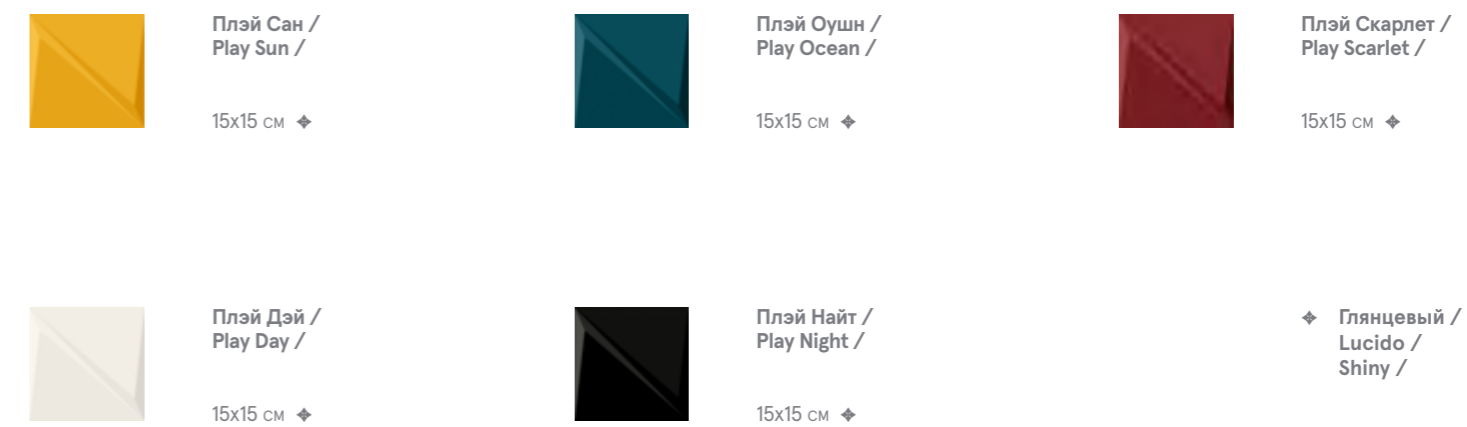 Плэй Сан /
Play Sun /
15x15 см ✥
Плэй Оушн /
Play Ocean /
15x15 см ✥
Плэй Скарлет /
Play Scarlet /
15x15 см ✥
Плэй Дэй /
Play Day /
15x15 см ✥
Плэй Найт /
Play Night /
15x15 см ✥
✥ Глянцевый /
Lucido /
Shiny /